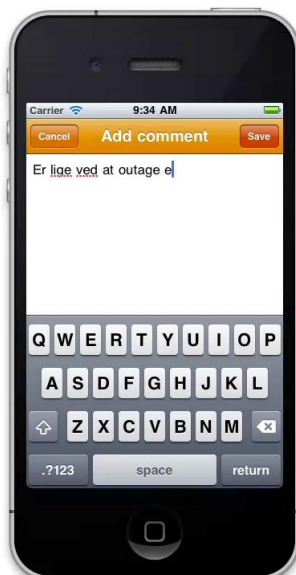 Carrier 9:34 AM
Cancel Add comment Save
Er lige ved at outage e
Q W E R T Y U I O P
A S D F G H J K L
Z X C V B N M
.?123 space return